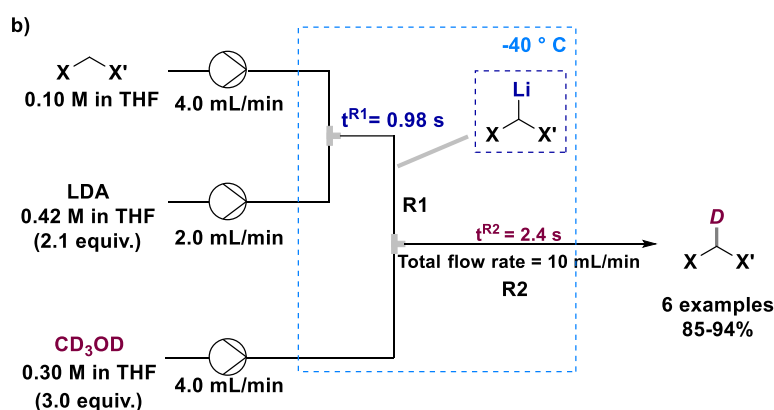 b)
-40 ° C
X X'
0.10 M in THF
4.0 mL/min
tR1= 0.98 s
Li
X X'
LDA
0.42 M in THF
(2.1 equiv.)
2.0 mL/min
R1
tR2 = 2.4 s
Total flow rate = 10 mL/min
R2
D
X X'
6 examples
85-94%
CD3OD
0.30 M in THF
(3.0 equiv.)
4.0 mL/min